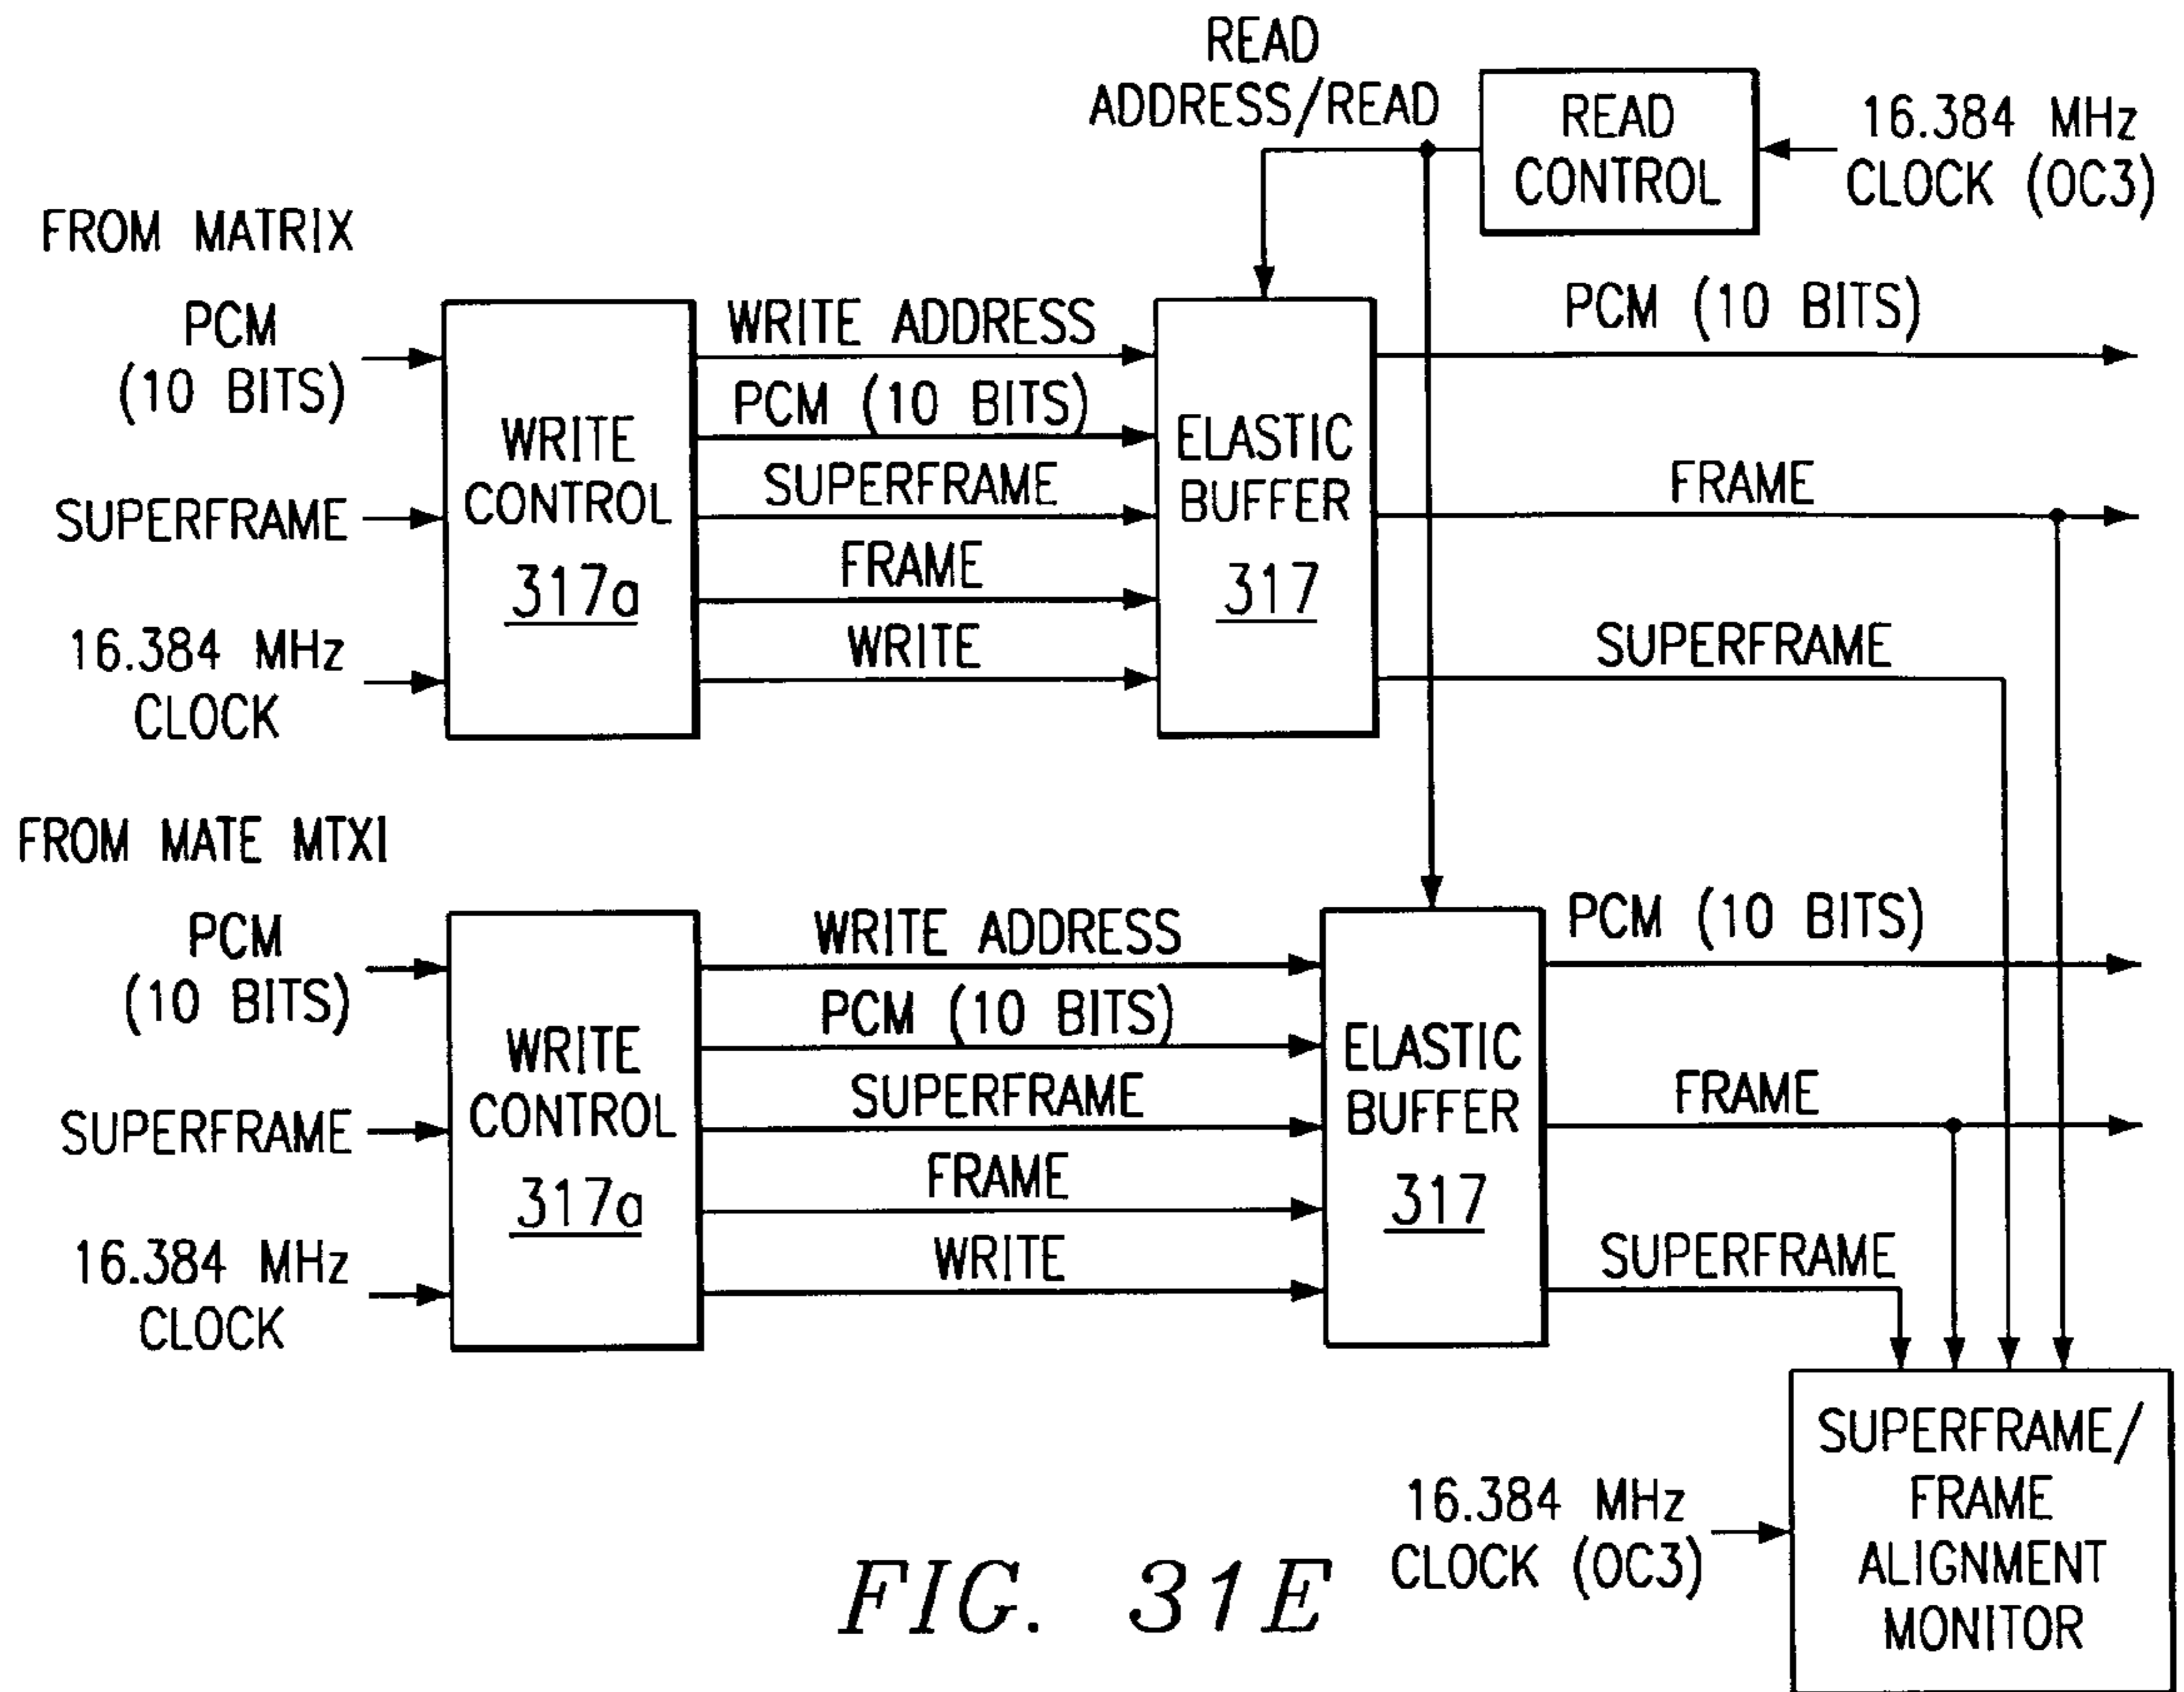 READ
ADDRESS/READ
READ
CONTROL
16.384 MHz
CLOCK (OC3)
FROM MATRIX
PCM
(10 BITS)
SUPERFRAME
16.384 MHz
CLOCK
WRITE
CONTROL
317a
WRITE ADDRESS
PCM (10 BITS)
SUPERFRAME
FRAME
WRITE
ELASTIC
BUFFER
317
PCM (10 BITS)
FRAME
SUPERFRAME
FROM MATE MTXI
PCM
(10 BITS)
SUPERFRAME
16.384 MHz
CLOCK
WRITE
CONTROL
317a
WRITE ADDRESS
PCM (10 BITS)
SUPERFRAME
FRAME
WRITE
ELASTIC
BUFFER
317
PCM (10 BITS)
FRAME
SUPERFRAME
16.384 MHz
CLOCK (OC3)
SUPERFRAME/
FRAME
ALIGNMENT
MONITOR
FIG. 31E